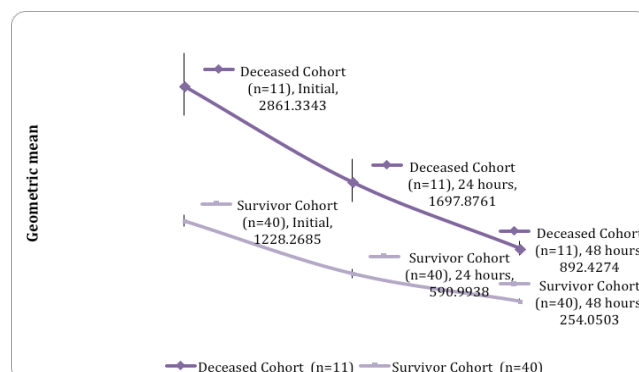 Geometric mean
Deceased Cohort
(n=11), Initial,
2861.3343
Deceased Cohort
(n=11), 24 hours,
1697.8761
Deceased Cohort
(n=11), 48 hours
892.4274
Survivor Cohort
(n=40), Initial,
1228.2685
Survivor Cohort
(n=40), 24 hours,
590.9938
Survivor Cohort
(n=40), 48 hours
254.0503
Deceased Cohort (n=11)
Survivor Cohort (n=40)